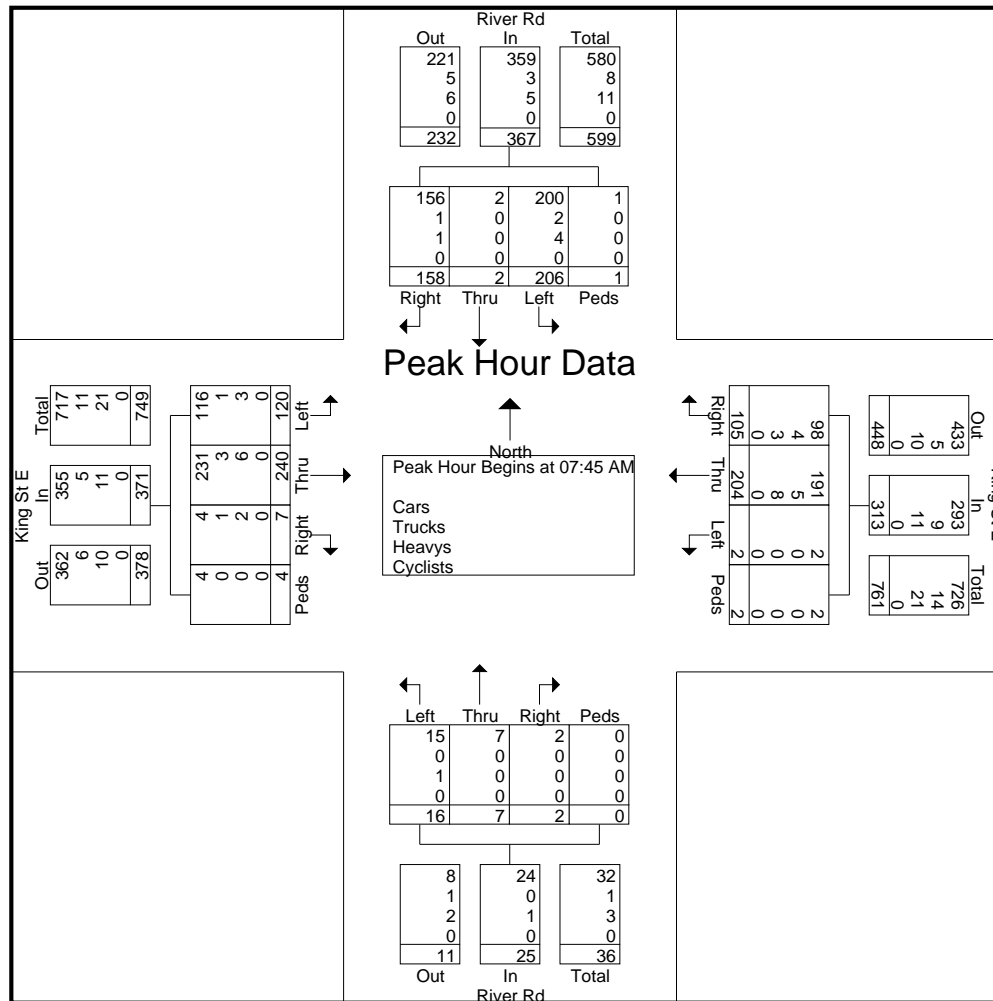 River Rd
Out In Total
221 359 580
5 3 8
6 5 11
0 0 0
232 367 599
156 2 200 1
1 0 2 0
1 0 4 0
0 0 0 0
158 2 206 1
Right Thru Left Peds
Peak Hour Data
North
Peak Hour Begins at 07:45 AM
Cars
Trucks
Heavys
Cyclists
King St E
Total In Out
717 355 362
11 5 6
21 11 10
0 0 0
749 371 378
116 231 4 4
1 3 1 0
3 6 2 0
0 0 0 0
120 240 7 4
Left Thru Right Peds
Right Thru Left Peds
105 204 2 2
0 0 0 0
3 8 0 0
4 5 0 0
98 191 2 2
Out In Total
433 293 726
5 9 14
10 11 21
0 0 0
448 313 761
Left Thru Right Peds
15 7 2 0
0 0 0 0
1 0 0 0
0 0 0 0
16 7 2 0
8 24 32
1 0 1
2 1 3
0 0 0
11 25 36
Out In Total
River Rd